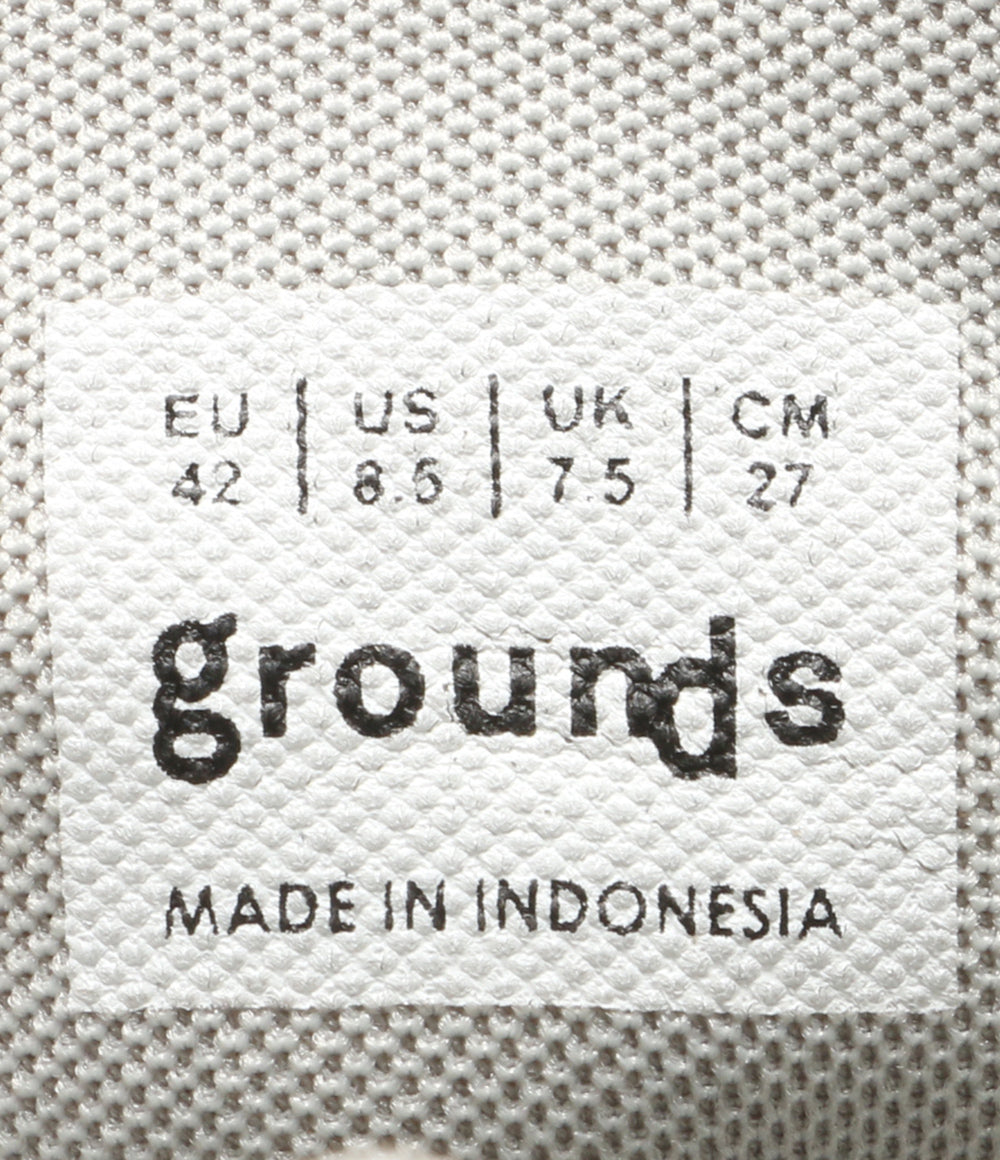 EU | US | UK | CM
42 | 8.5 | 7.5 | 27
grounds
MADE IN INDONESIA